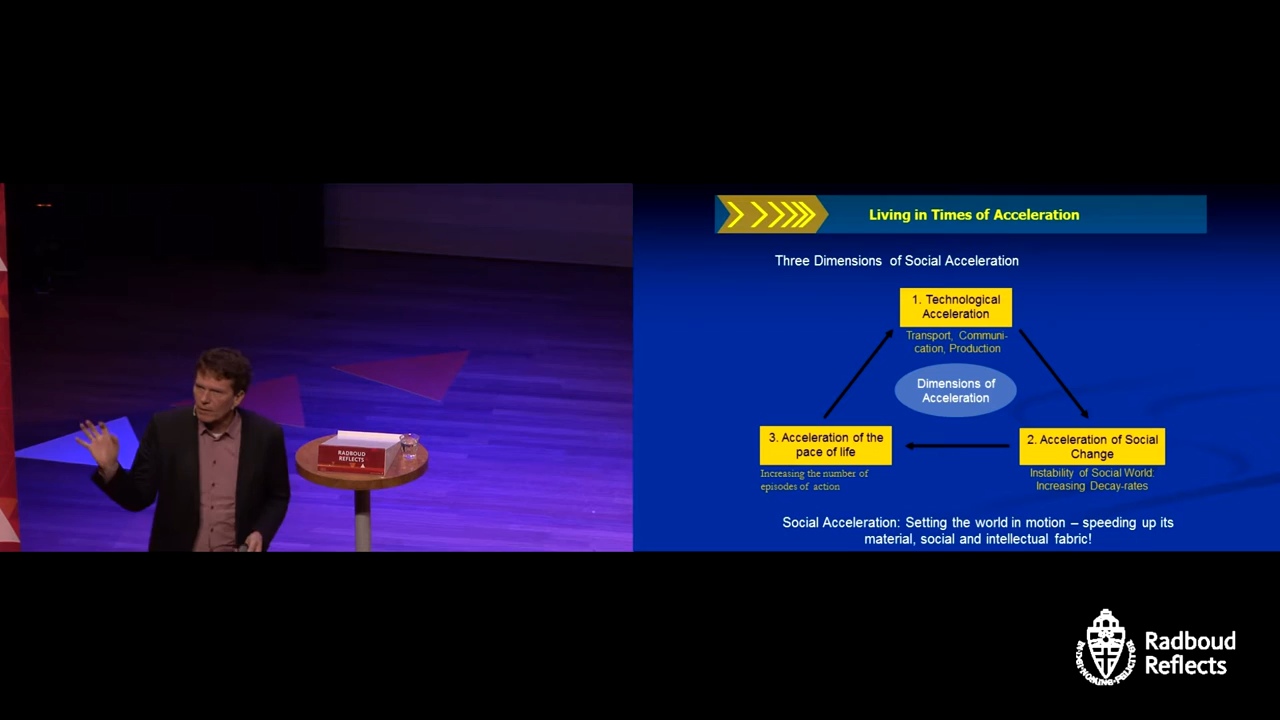 Living in Times of Acceleration
Three Dimensions of Social Acceleration
1. Technological
Acceleration
Transport, Communi-
cation, Production
Dimensions of
Acceleration
3. Acceleration of the
pace of life
Increasing the number of
episodes of action
2. Acceleration of Social
Change
Instability of Social World:
Increasing Decay-rates
Social Acceleration: Setting the world in motion – speeding up its
material, social and intellectual fabric!
RADBOUD
REFLECTS
Radboud
Reflects